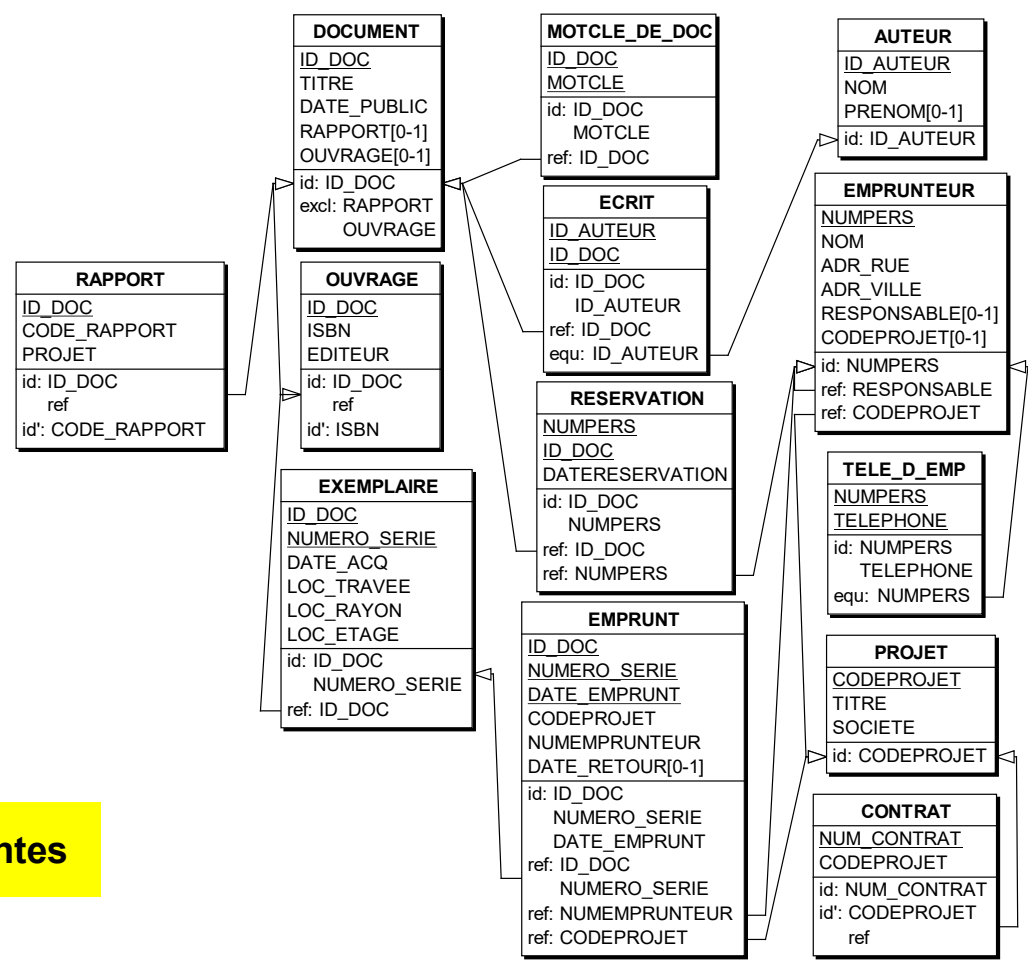 DOCUMENT
ID_DOC
TITRE
DATE_PUBLIC
RAPPORT[0-1]
OUVRAGE[0-1]
id: ID_DOC
excl: RAPPORT
OUVRAGE
MOTCLE_DE_DOC
ID_DOC
MOTCLE
id: ID_DOC
MOTCLE
ref: ID_DOC
AUTEUR
ID_AUTEUR
NOM
PRENOM[0-1]
id: ID_AUTEUR
ECRIT
ID_AUTEUR
ID_DOC
id: ID_DOC
ID_AUTEUR
ref: ID_DOC
equ: ID_AUTEUR
EMPRUNTEUR
NUMPERS
NOM
ADR_RUE
ADR_VILLE
RESPONSABLE[0-1]
CODEPROJET[0-1]
id: NUMPERS
ref: RESPONSABLE
ref: CODEPROJET
RAPPORT
ID_DOC
CODE_RAPPORT
PROJET
id: ID_DOC
ref
id': CODE_RAPPORT
OUVRAGE
ID_DOC
ISBN
EDITEUR
id: ID_DOC
ref
id': ISBN
RESERVATION
NUMPERS
ID_DOC
DATERESERVATION
id: ID_DOC
NUMPERS
ref: ID_DOC
ref: NUMPERS
TELE_D_EMP
NUMPERS
TELEPHONE
id: NUMPERS
TELEPHONE
equ: NUMPERS
EXEMPLAIRE
ID_DOC
NUMERO_SERIE
DATE_ACQ
LOC_TRAVEE
LOC_RAYON
LOC_ETAGE
id: ID_DOC
NUMERO_SERIE
ref: ID_DOC
EMPRUNT
ID_DOC
NUMERO_SERIE
DATE_EMPRUNT
CODEPROJET
NUMEMPRUNTEUR
DATE_RETOUR[0-1]
id: ID_DOC
NUMERO_SERIE
DATE_EMPRUNT
ref: ID_DOC
NUMERO_SERIE
ref: NUMEMPRUNTEUR
ref: CODEPROJET
PROJET
CODEPROJET
TITRE
SOCIETE
id: CODEPROJET
CONTRAT
NUM_CONTRAT
CODEPROJET
id: NUM_CONTRAT
id': CODEPROJET
ref
ntes